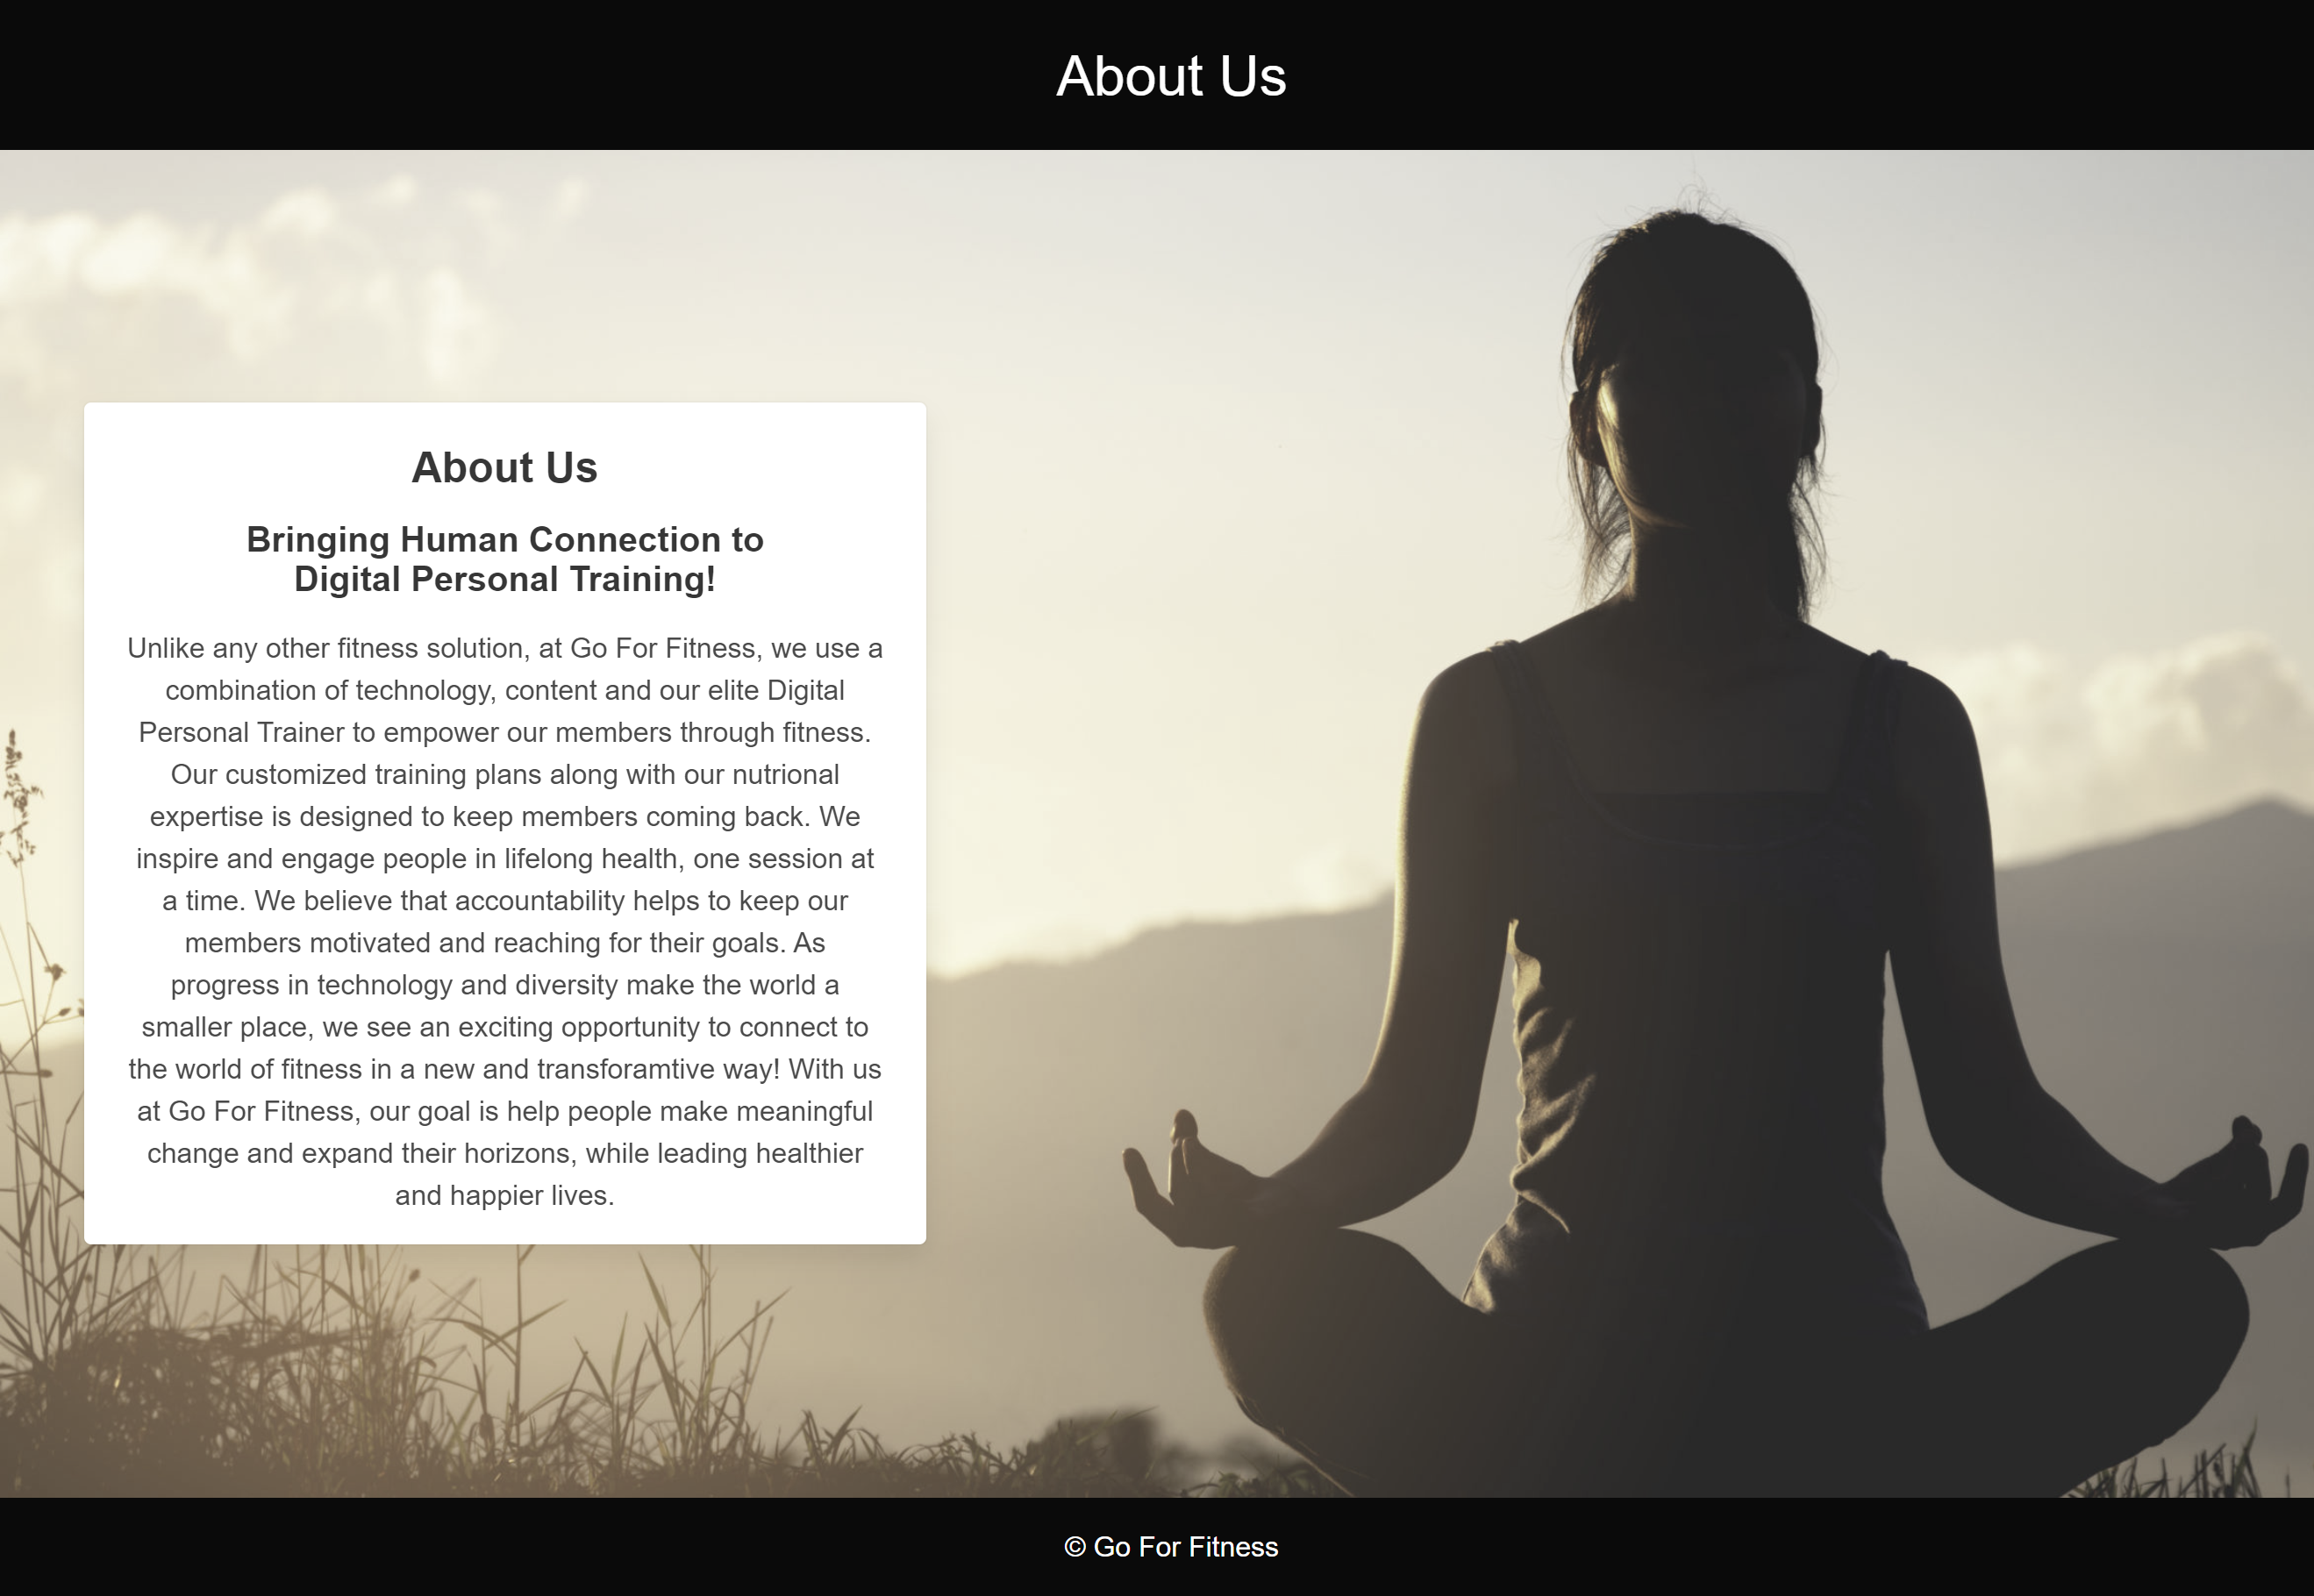 About Us
About Us
Bringing Human Connection to
Digital Personal Training!
Unlike any other fitness solution, at Go For Fitness, we use a
combination of technology, content and our elite Digital
Personal Trainer to empower our members through fitness.
Our customized training plans along with our nutrional
expertise is designed to keep members coming back. We
inspire and engage people in lifelong health, one session at
a time. We believe that accountability helps to keep our
members motivated and reaching for their goals. As
progress in technology and diversity make the world a
smaller place, we see an exciting opportunity to connect to
the world of fitness in a new and transforamtive way! With us
at Go For Fitness, our goal is help people make meaningful
change and expand their horizons, while leading healthier
and happier lives.
© Go For Fitness